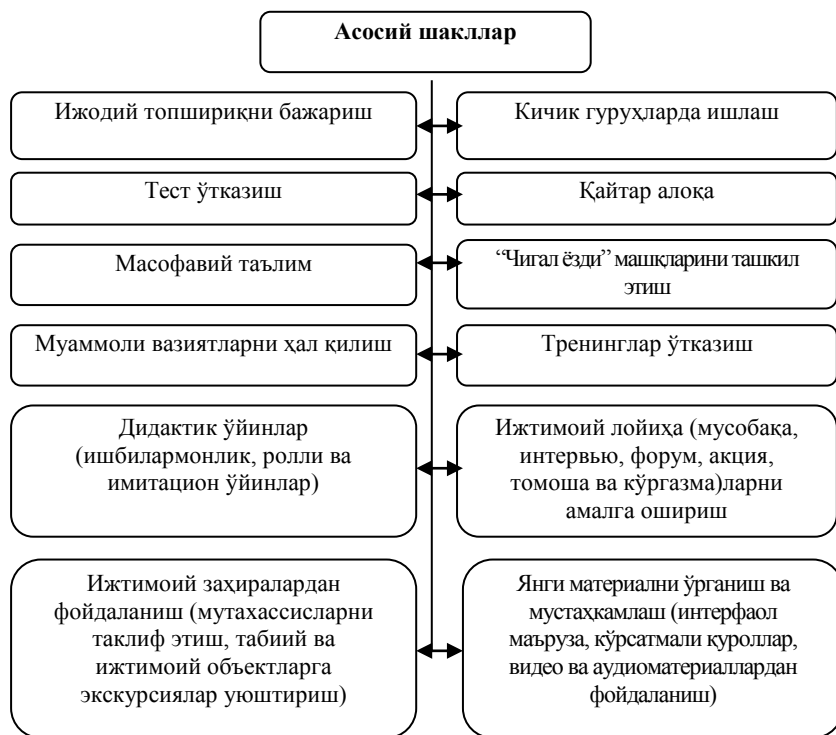 Асосий шакллар
Ижодий топшириқни бажариш
Кичик гуруҳларда ишлаш
Тест ўтказиш
Қайтар алоқа
Масофавий таълим
“Чигал ёзди” машқларини ташкил
этиш
Муаммоли вазиятларни ҳал қилиш
Тренинглар ўтказиш
Дидактик ўйинлар
(ишбилармонлик, ролли ва
имитацион ўйинлар)
Ижтимоий лойиҳа (мусобақа,
интервью, форум, акция,
томоша ва кўргазма)ларни
амалга ошириш
Ижтимоий заҳиралардан
фойдаланиш (мутахассисларни
таклиф этиш, табиий ва
ижтимоий объектларга
экскурсиялар уюштириш)
Янги материални ўрганиш ва
мустаҳкамлаш (интерфаол
маъруза, кўрсатмали қуроллар,
видео ва аудиоматериаллардан
фойдаланиш)